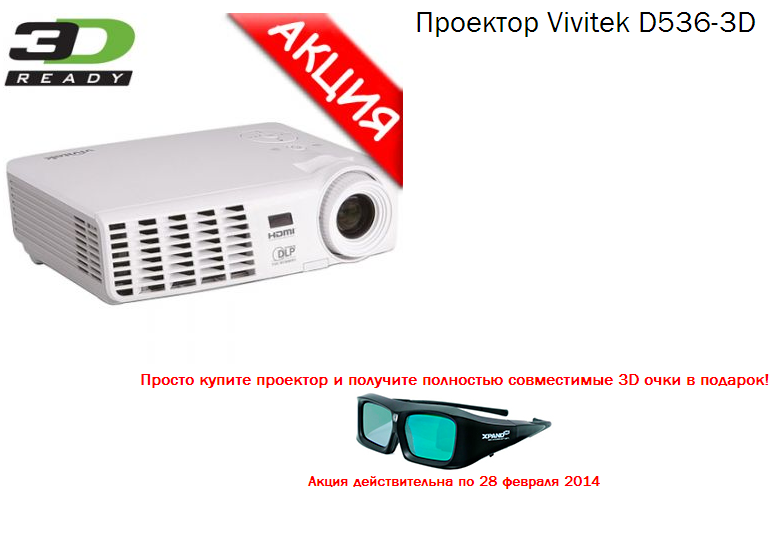 Проектор Vivitek D536-3D
3D
READY
АКЦИЯ
vivitek
HDMI
DLP
Просто купите проектор и получите полностью совместимые 3D очки в подарок!
XPAND
Акция действительна по 28 февраля 2014